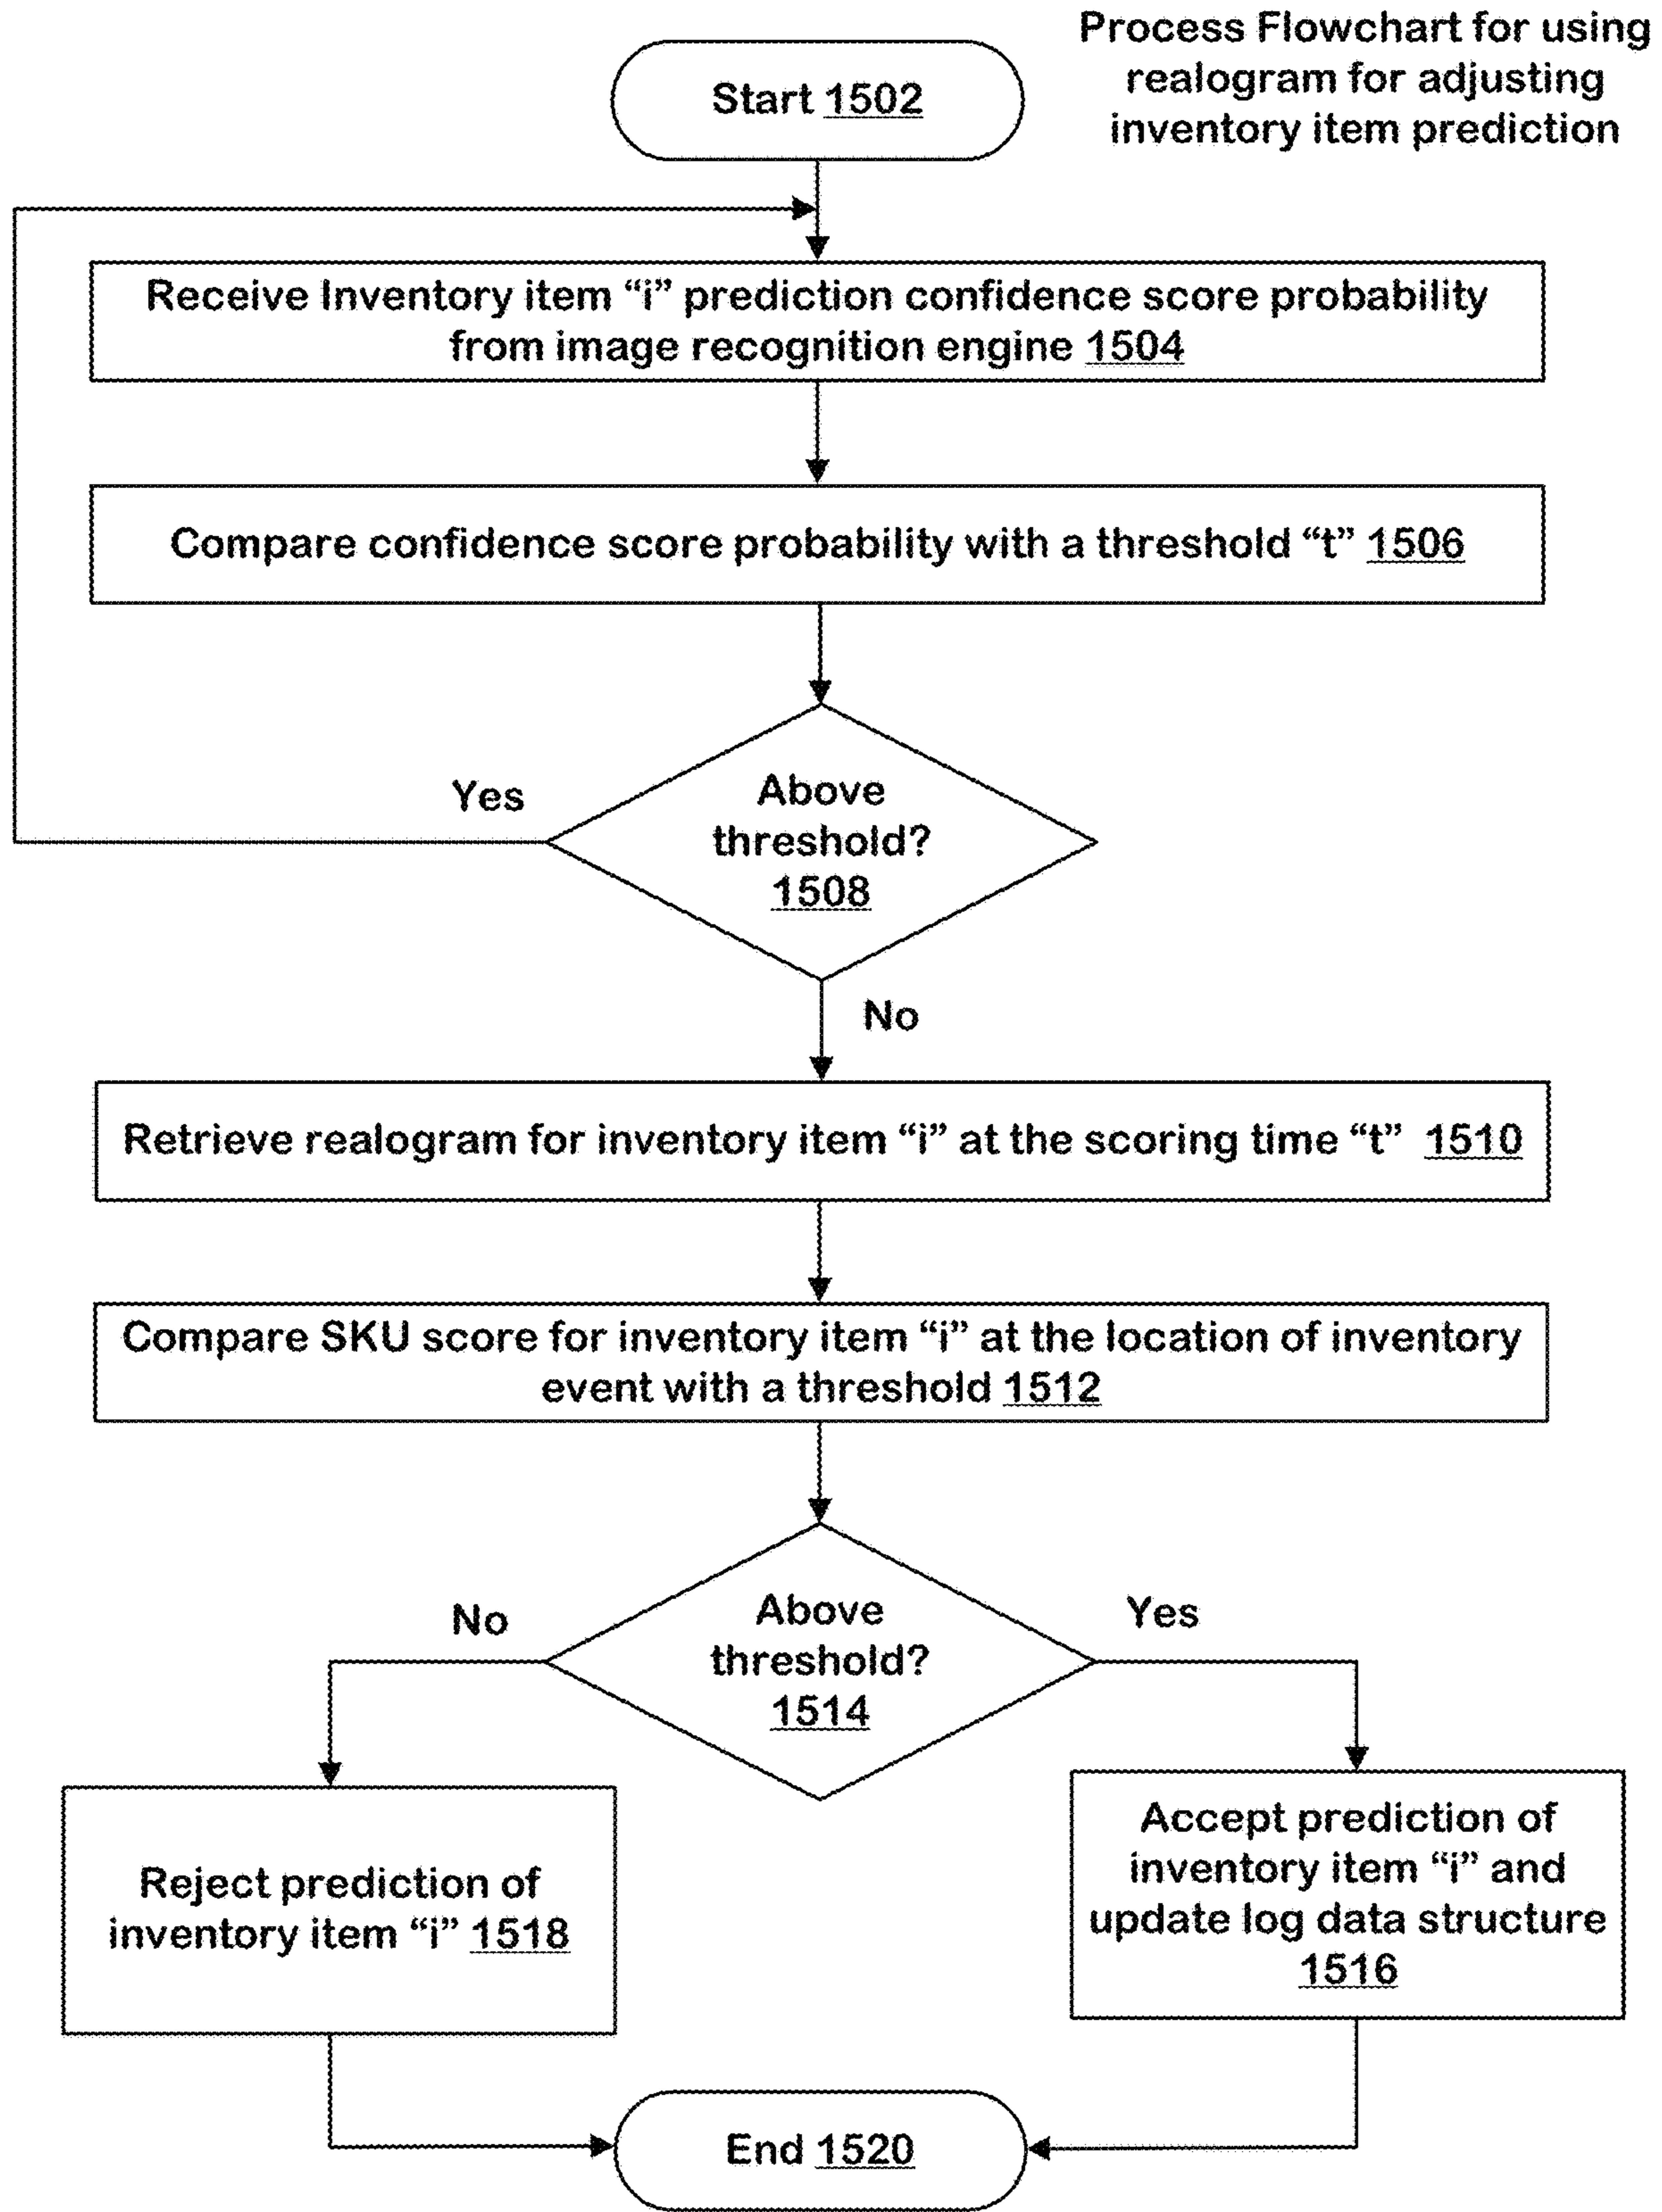 Process Flowchart for using
realogram for adjusting
inventory item prediction
Start 1502
Receive Inventory item “i” prediction confidence score probability
from image recognition engine 1504
Compare confidence score probability with a threshold “t” 1506
Above
threshold?
1508
Yes
No
Retrieve realogram for inventory item “i” at the scoring time “t” 1510
Compare SKU score for inventory item “i” at the location of inventory
event with a threshold 1512
Above
threshold?
1514
No
Yes
Reject prediction of
inventory item “i” 1518
Accept prediction of
inventory item “i” and
update log data structure
1516
End 1520